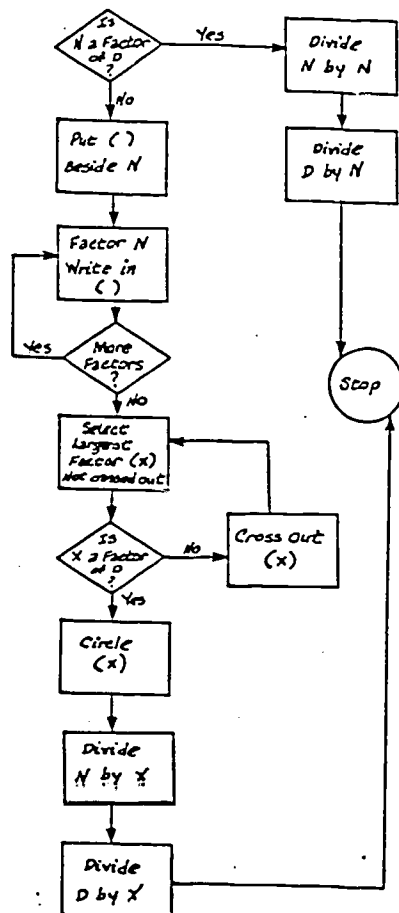 Is
N a Factor
of D
?
Yes
Divide
N by N
No
Put ( )
Beside N
Divide
D by N
Factor N
Write in
( )
Yes
More
Factors
?
No
Stop
Select
Largest
Factor (x)
Not crossed out
Is
X a Factor
of D
?
No
Cross Out
(x)
Yes
Circle
(x)
Divide
N by X
Divide
D by X